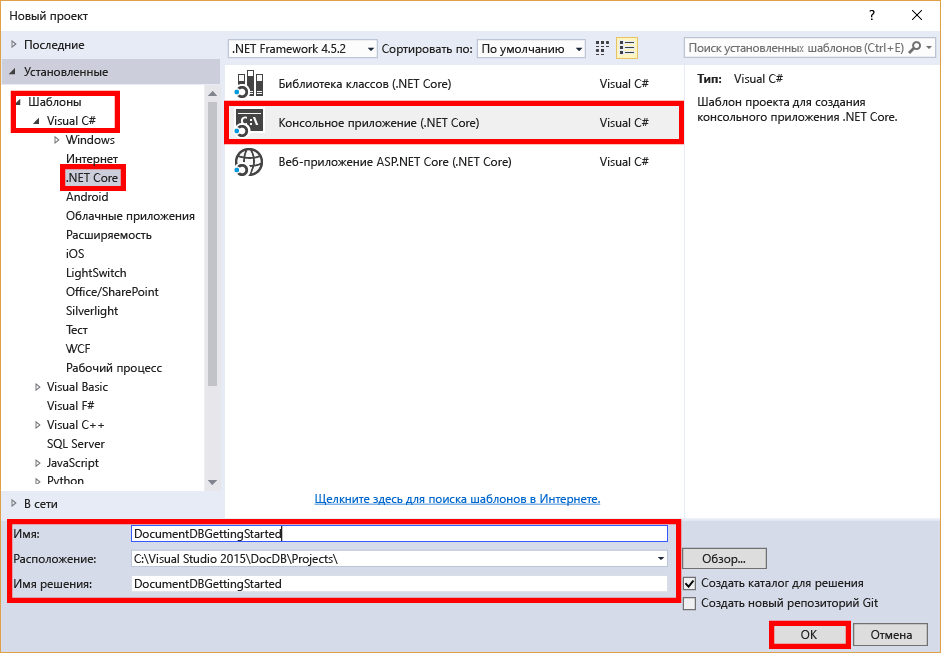 Новый проект
?
Последние
Установленные
Шаблоны
Visual C#
Windows
Интернет
.NET Core
Android
Облачные приложения
Расширяемость
iOS
LightSwitch
Office/SharePoint
Silverlight
Тест
WCF
Рабочий процесс
Visual Basic
Visual F#
Visual C++
SQL Server
JavaScript
Python
В сети
.NET Framework 4.5.2
Сортировать по:
По умолчанию
Библиотека классов (.NET Core)
Visual C#
C:\
Консольное приложение (.NET Core)
Visual C#
Веб-приложение ASP.NET Core (.NET Core)
Visual C#
Щелкните здесь для поиска шаблонов в Интернете.
Поиск установленных шаблонов (Ctrl+E)
Тип: Visual C#
Шаблон проекта для создания
консольного приложения .NET Core.
Имя: DocumentDBGettingStarted
Расположение: C:\Visual Studio 2015\DocDB\Projects\
Имя решения: DocumentDBGettingStarted
Обзор...
Создать каталог для решения
Создать новый репозиторий Git
OK
Отмена